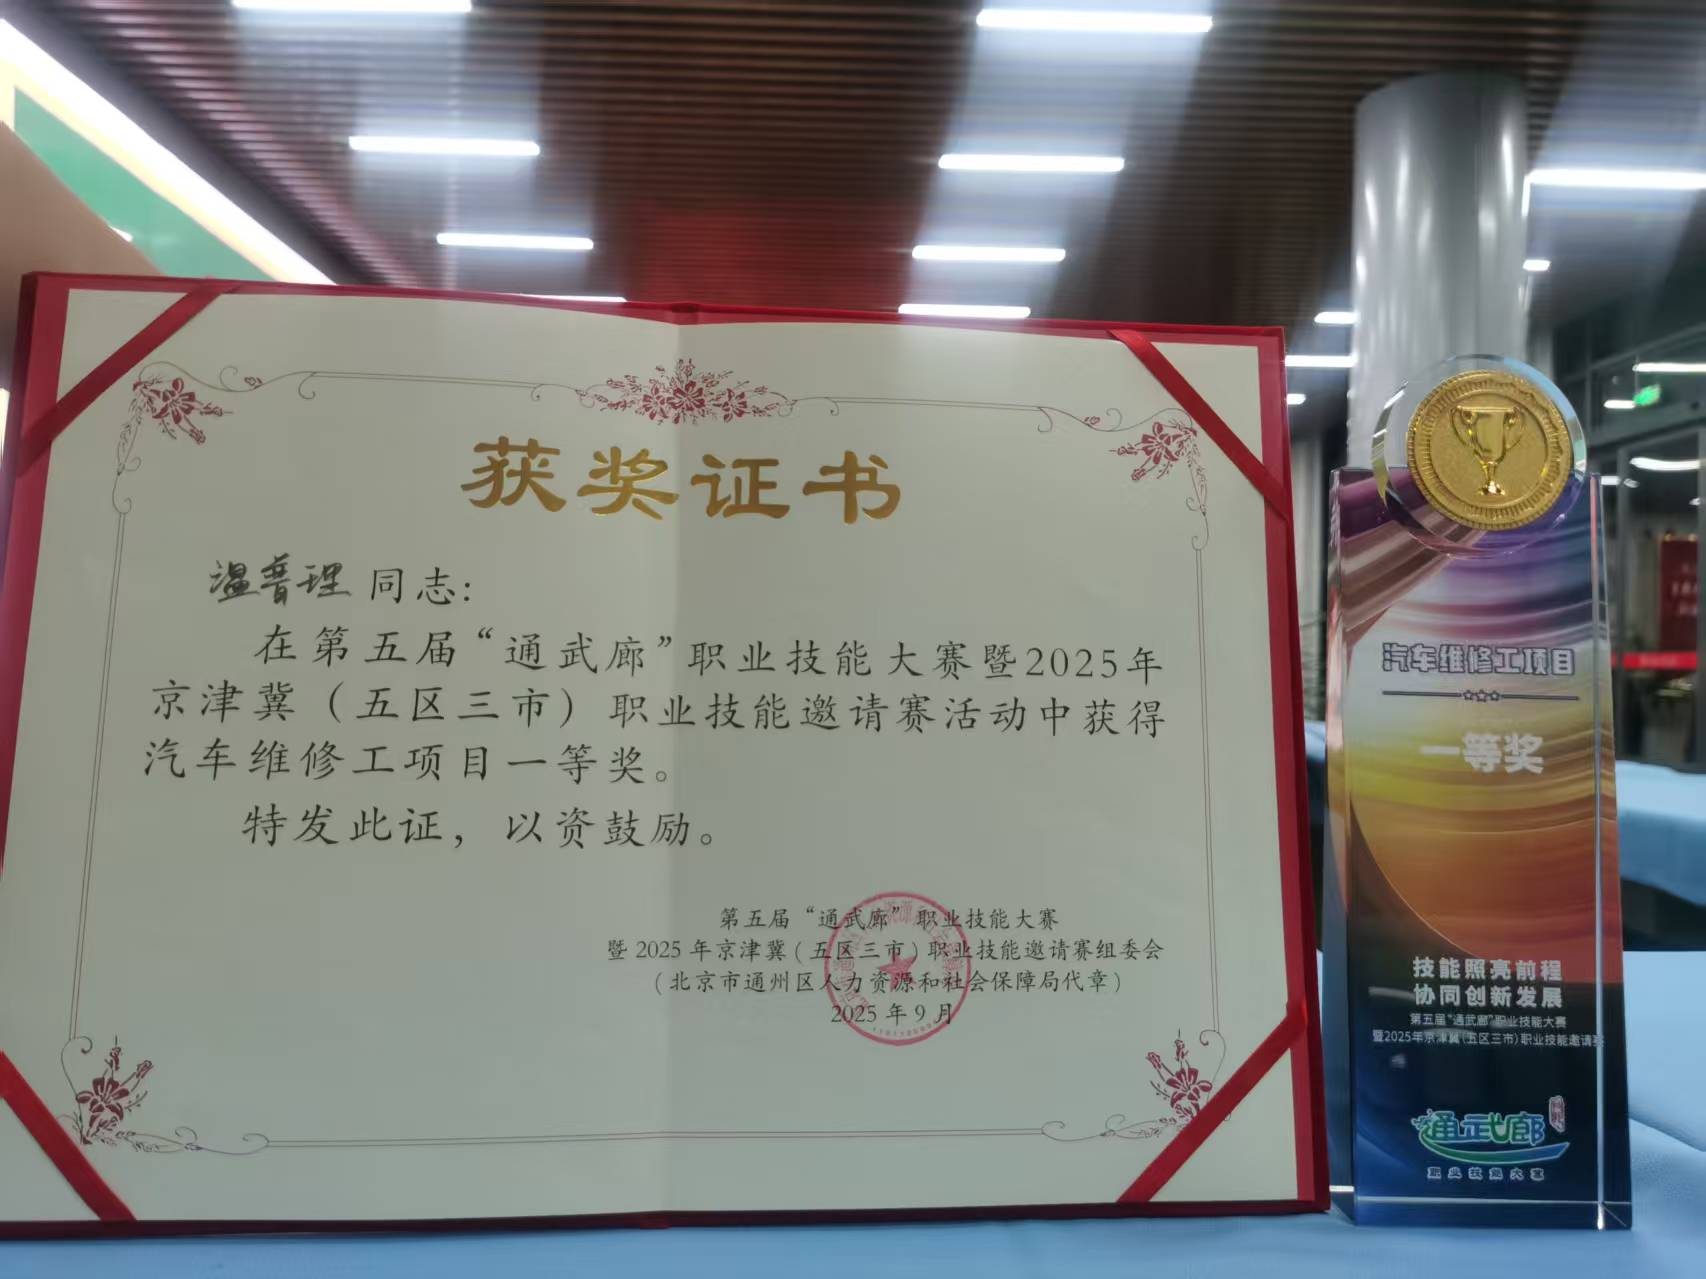 获奖证书
温普理 同志：
在第五届“通武廊”职业技能大赛暨2025年
京津冀（五区三市）职业技能邀请赛活动中获得
汽车维修工项目一等奖。
特发此证，以资鼓励。
第五届“通武廊”职业技能大赛
暨 2025 年京津冀（五区三市）职业技能邀请赛组委会
（北京市通州区人力资源和社会保障局代章）
2025 年 9 月
汽车维修工项目
一等奖
技能照亮前程
协同创新发展
第五届“通武廊”职业技能大赛
暨2025年京津冀(五区三市)职业技能邀请赛
通武廊
职业技能大赛